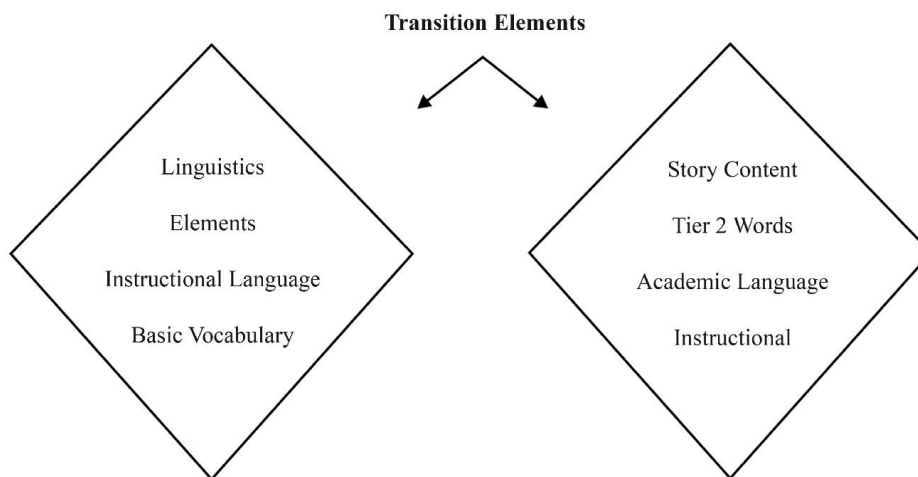 Transition Elements
Linguistics
Elements
Instructional Language
Basic Vocabulary
Story Content
Tier 2 Words
Academic Language
Instructional